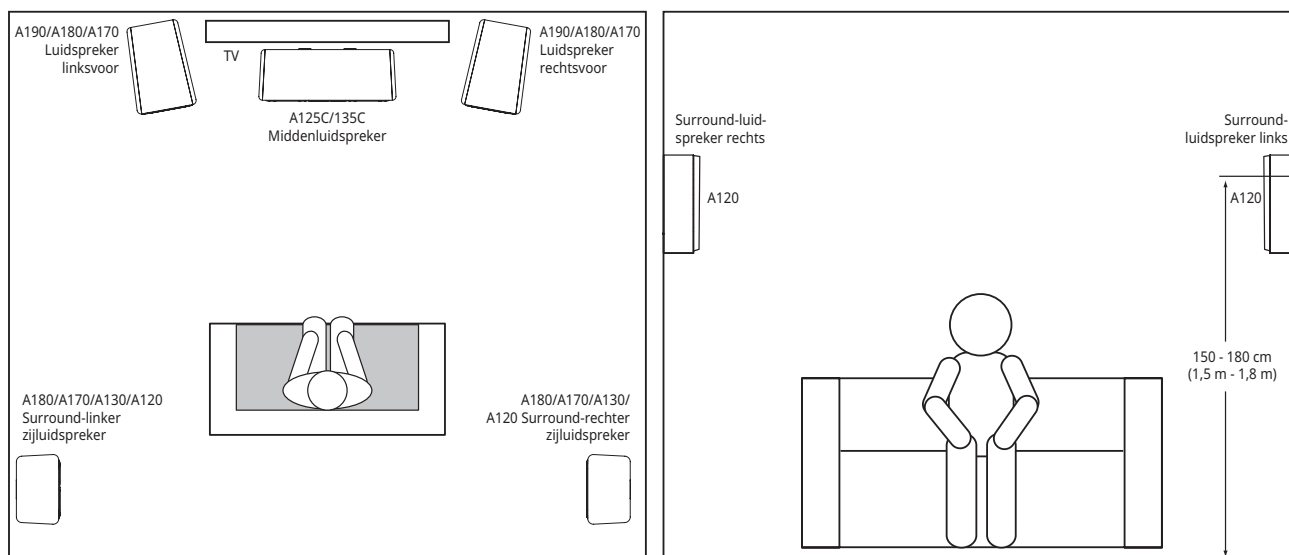 A190/A180/A170
Luidspreker
linksvoor
TV
A190/A180/A170
Luidspreker
rechtsvoor
A125C/135C
Middenluidspreker
A180/A170/A130/A120
Surround-linker
zijluidspreker
A180/A170/A130/
A120 Surround-rechter
zijluidspreker
Surround-luid-
spreker rechts
A120
Surround-
luidspreker links
A120
150 - 180 cm
(1,5 m - 1,8 m)